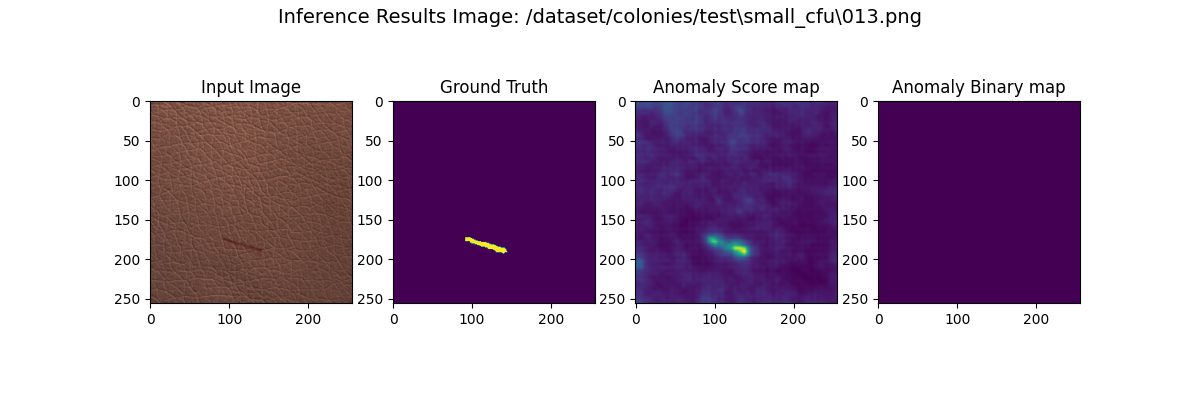 Inference Results Image: /dataset/colonies/test\small_cfu\013.png
Input Image
0
50
100
150
200
250
0 100 200
Ground Truth
0
50
100
150
200
250
0 100 200
Anomaly Score map
0
50
100
150
200
250
0 100 200
Anomaly Binary map
0
50
100
150
200
250
0 100 200